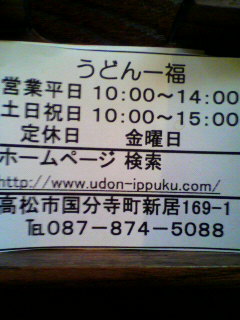 うどん一福
営業平日 10:00～14:00
土日祝日 10:00～15:00
定休日 金曜日
ホームページ 検索
http://www.udon-ippuku.com/
高松市国分寺町新居169-1
℡087-874-5088